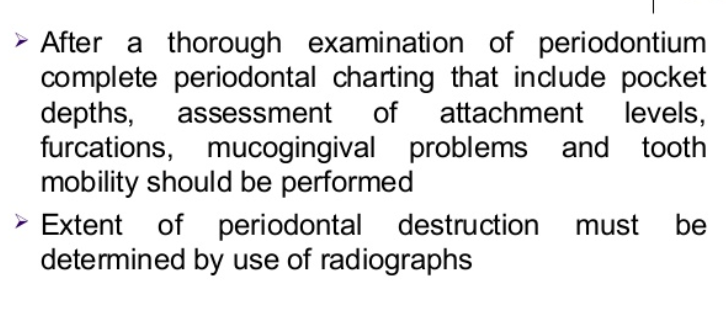 ➢ After a thorough examination of periodontium
complete periodontal charting that include pocket
depths, assessment of attachment levels,
furcations, mucogingival problems and tooth
mobility should be performed
➢ Extent of periodontal destruction must be
determined by use of radiographs